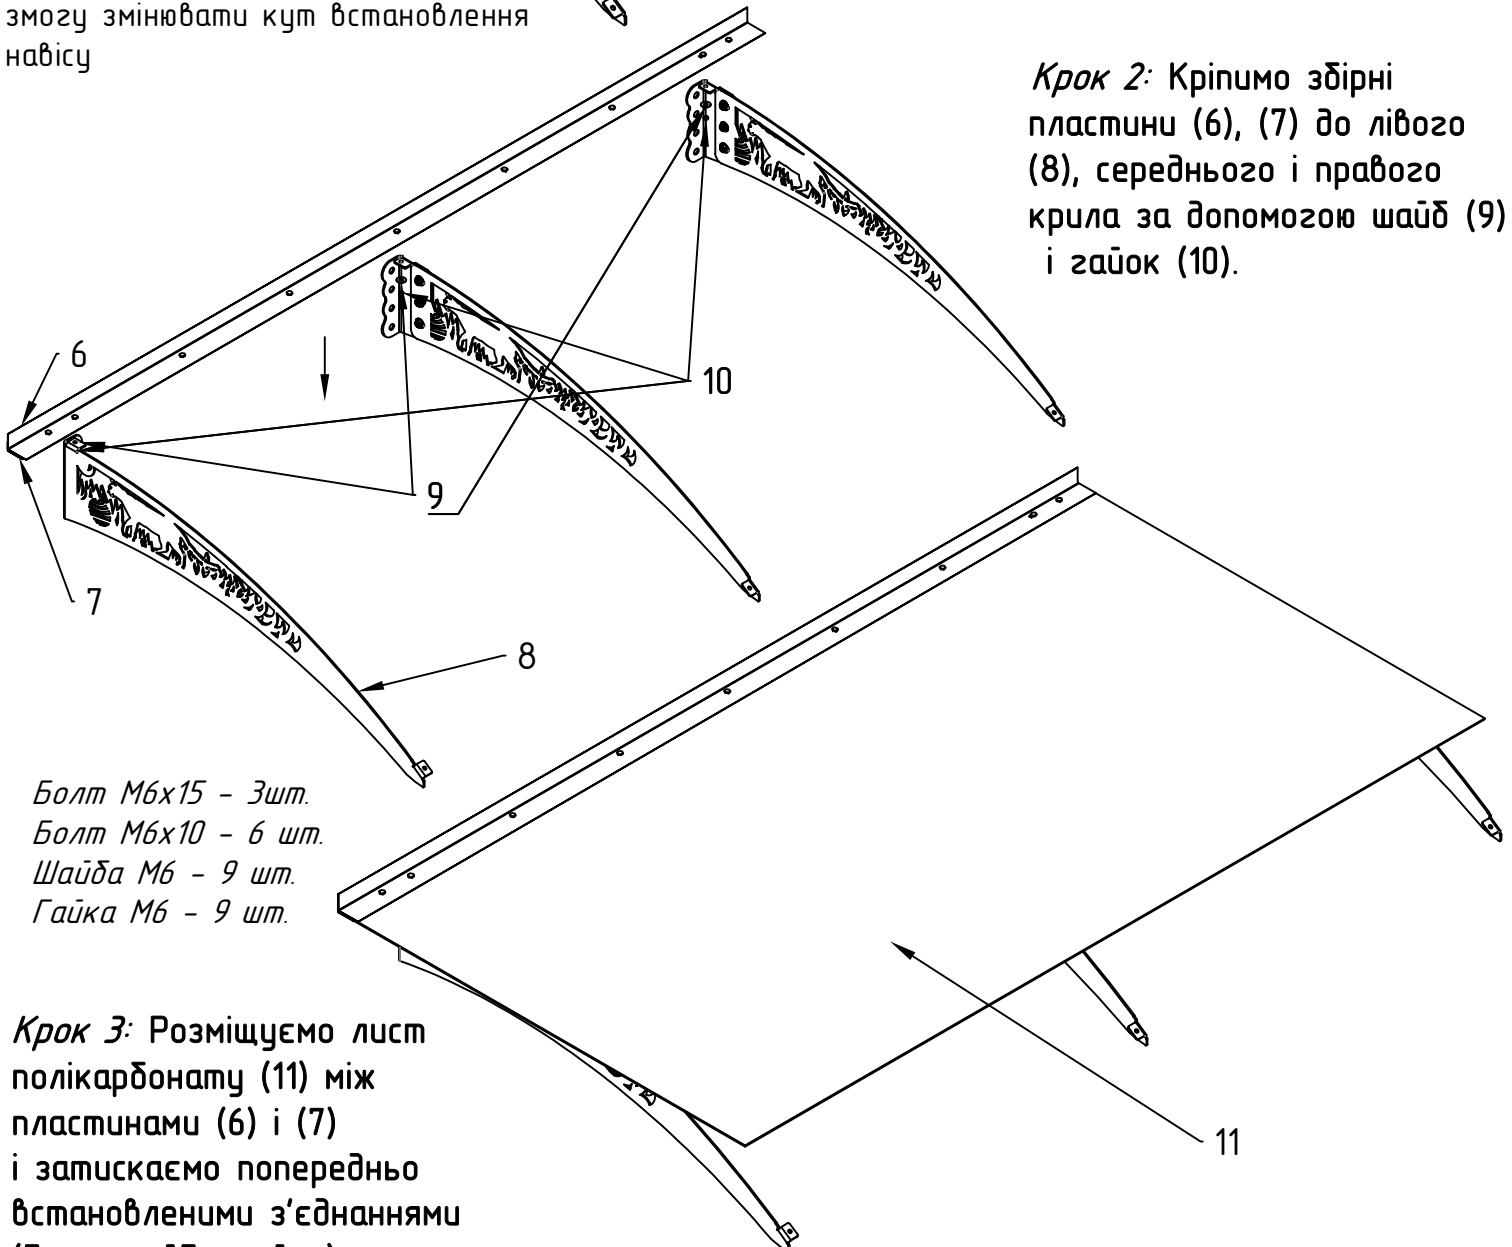 змогу змінювати кут встановлення
навісу
Крок 2: Кріпимо збірні
пластини (6), (7) до лівого
(8), середнього і правого
крила за допомогою шайб (9)
і гайок (10).
6
10
9
7
8
Болт М6х15 - 3шт.
Болт М6х10 - 6 шт.
Шайба М6 - 9 шт.
Гайка М6 - 9 шт.
Крок 3: Розміщуємо лист
полікарбонату (11) між
пластинами (6) і (7)
і затискаємо попередньо
встановленими з'єднаннями
11